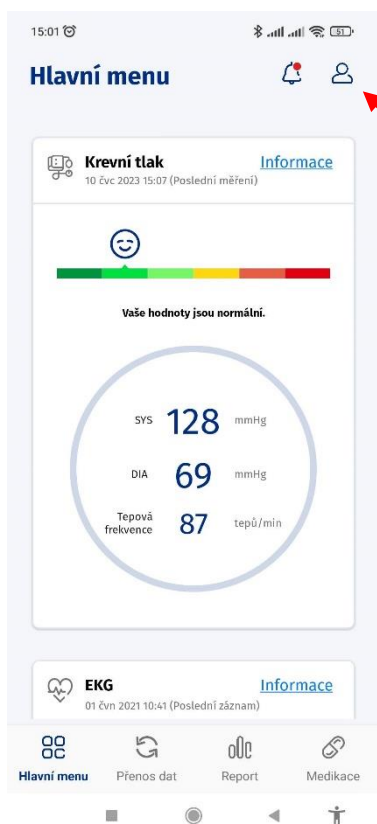 15:01
51
Hlavní menu
Krevní tlak
Informace
10 čvc 2023 15:07 (Poslední měření)
Vaše hodnoty jsou normální.
SYS 128 mmHg
DIA 69 mmHg
Tepová
frekvence 87 tepů/min
EKG
Informace
01 čvn 2021 10:41 (Poslední záznam)
Hlavní menu Přenos dat Report Medikace